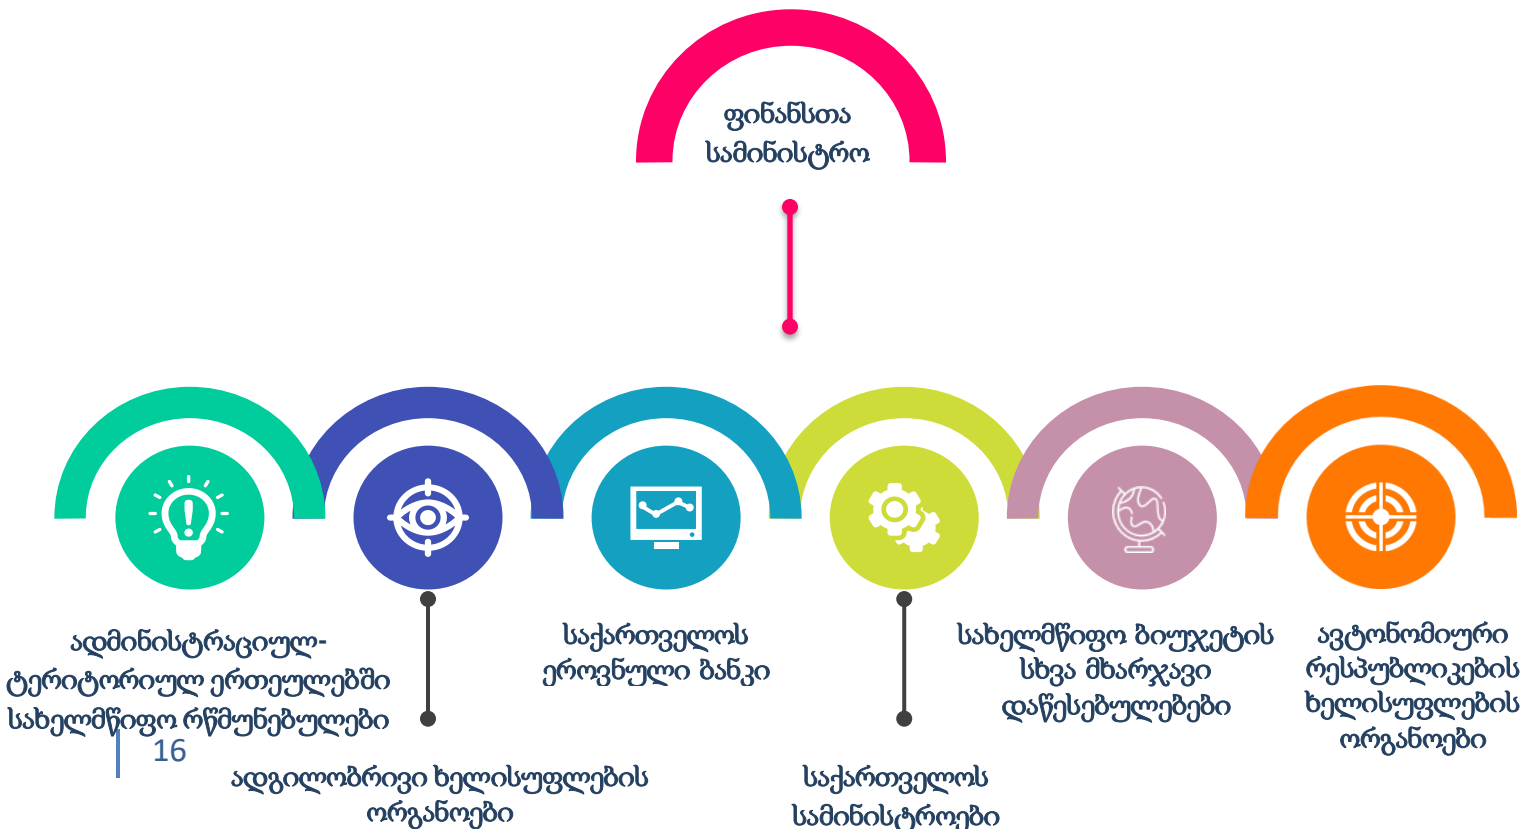 ფინანსთა
სამინისტრო
ადმინისტრაციულ-
ტერიტორიულ ერთეულებში
სახელმწიფო რწმუნებულები
ადგილობრივი ხელისუფლების
ორგანოები
საქართველოს
ეროვნული ბანკი
საქართველოს
სამინისტროები
სახელმწიფო ბიუჯეტის
სხვა მხარჯავი
დაწესებულებები
ავტონომიური
რესპუბლიკების
ხელისუფლების
ორგანოები
16